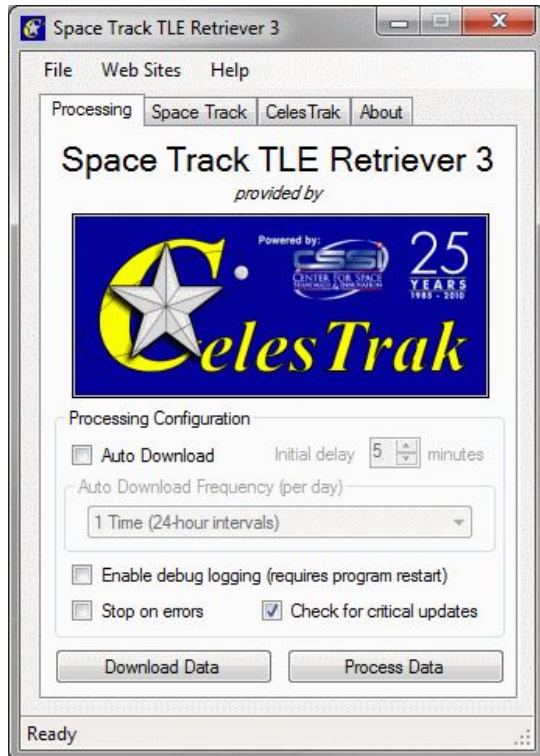 Space Track TLE Retriever 3
File Web Sites Help
Processing Space Track CelesTrak About
Space Track TLE Retriever 3
provided by
Powered by:
CSSI
CENTER FOR SPACE
STANDARDS & INNOVATION
25
YEARS
1985 - 2010
CelesTrak
Processing Configuration
Auto Download Initial delay 5 minutes
Auto Download Frequency (per day)
1 Time (24-hour intervals)
Enable debug logging (requires program restart)
Stop on errors Check for critical updates
Download Data Process Data
Ready